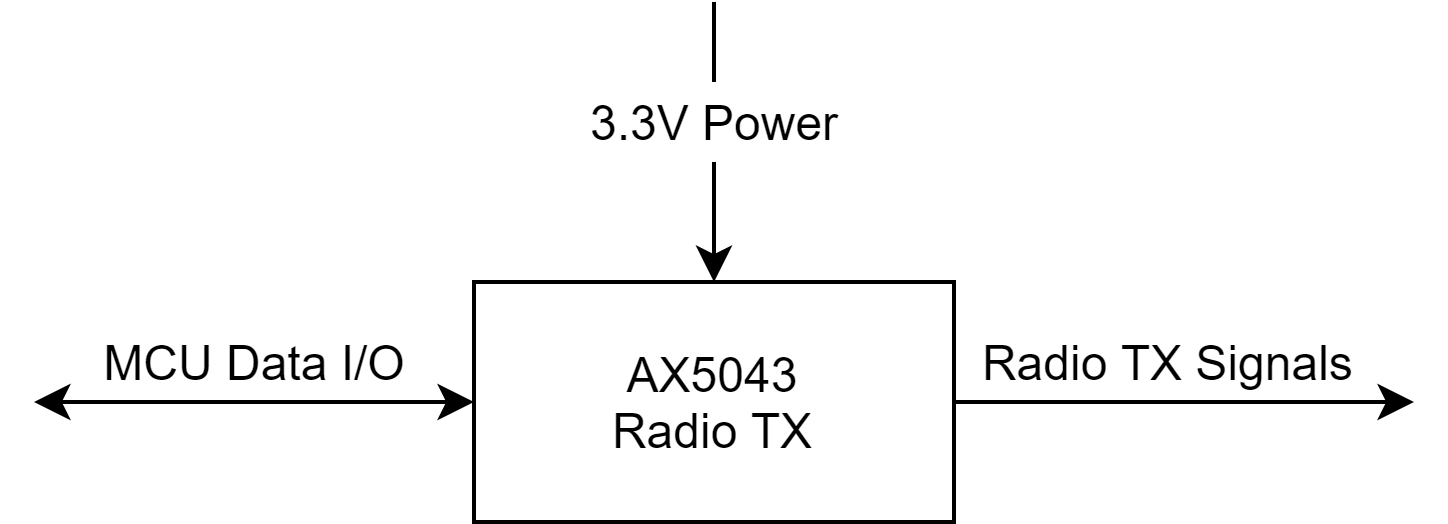 3.3V Power
MCU Data I/O
AX5043
Radio TX
Radio TX Signals